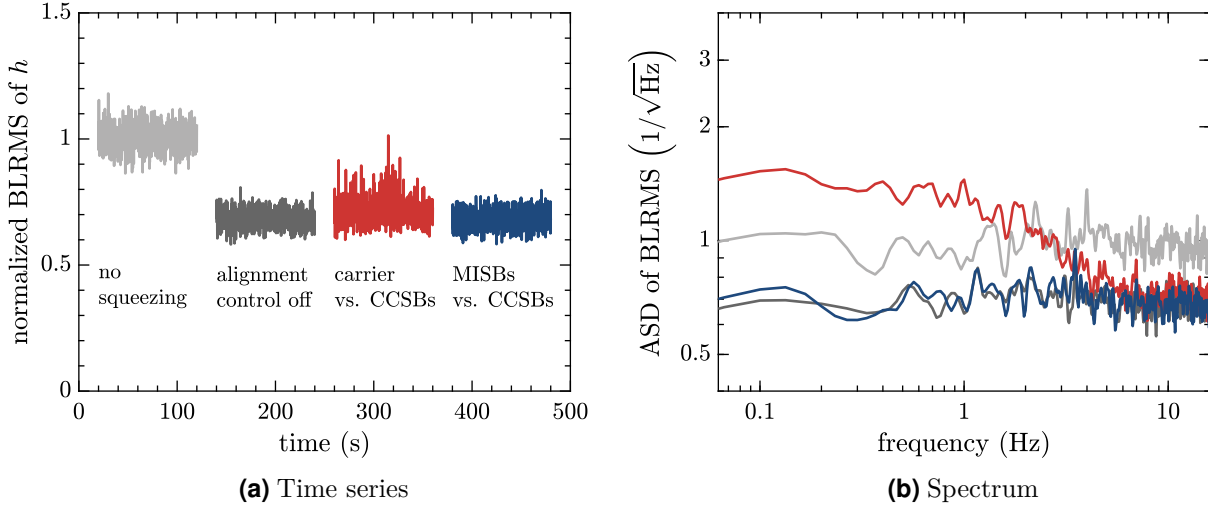 normalized BLRMS of h
1.5
1
0.5
0
no
squeezing
alignment
control off
carrier
vs. CCSBs
MISBs
vs. CCSBs
0 100 200 300 400 500
time (s)
(a) Time series
ASD of BLRMS (1/√Hz)
3
2
1
0.5
0.1 1 10
frequency (Hz)
(b) Spectrum